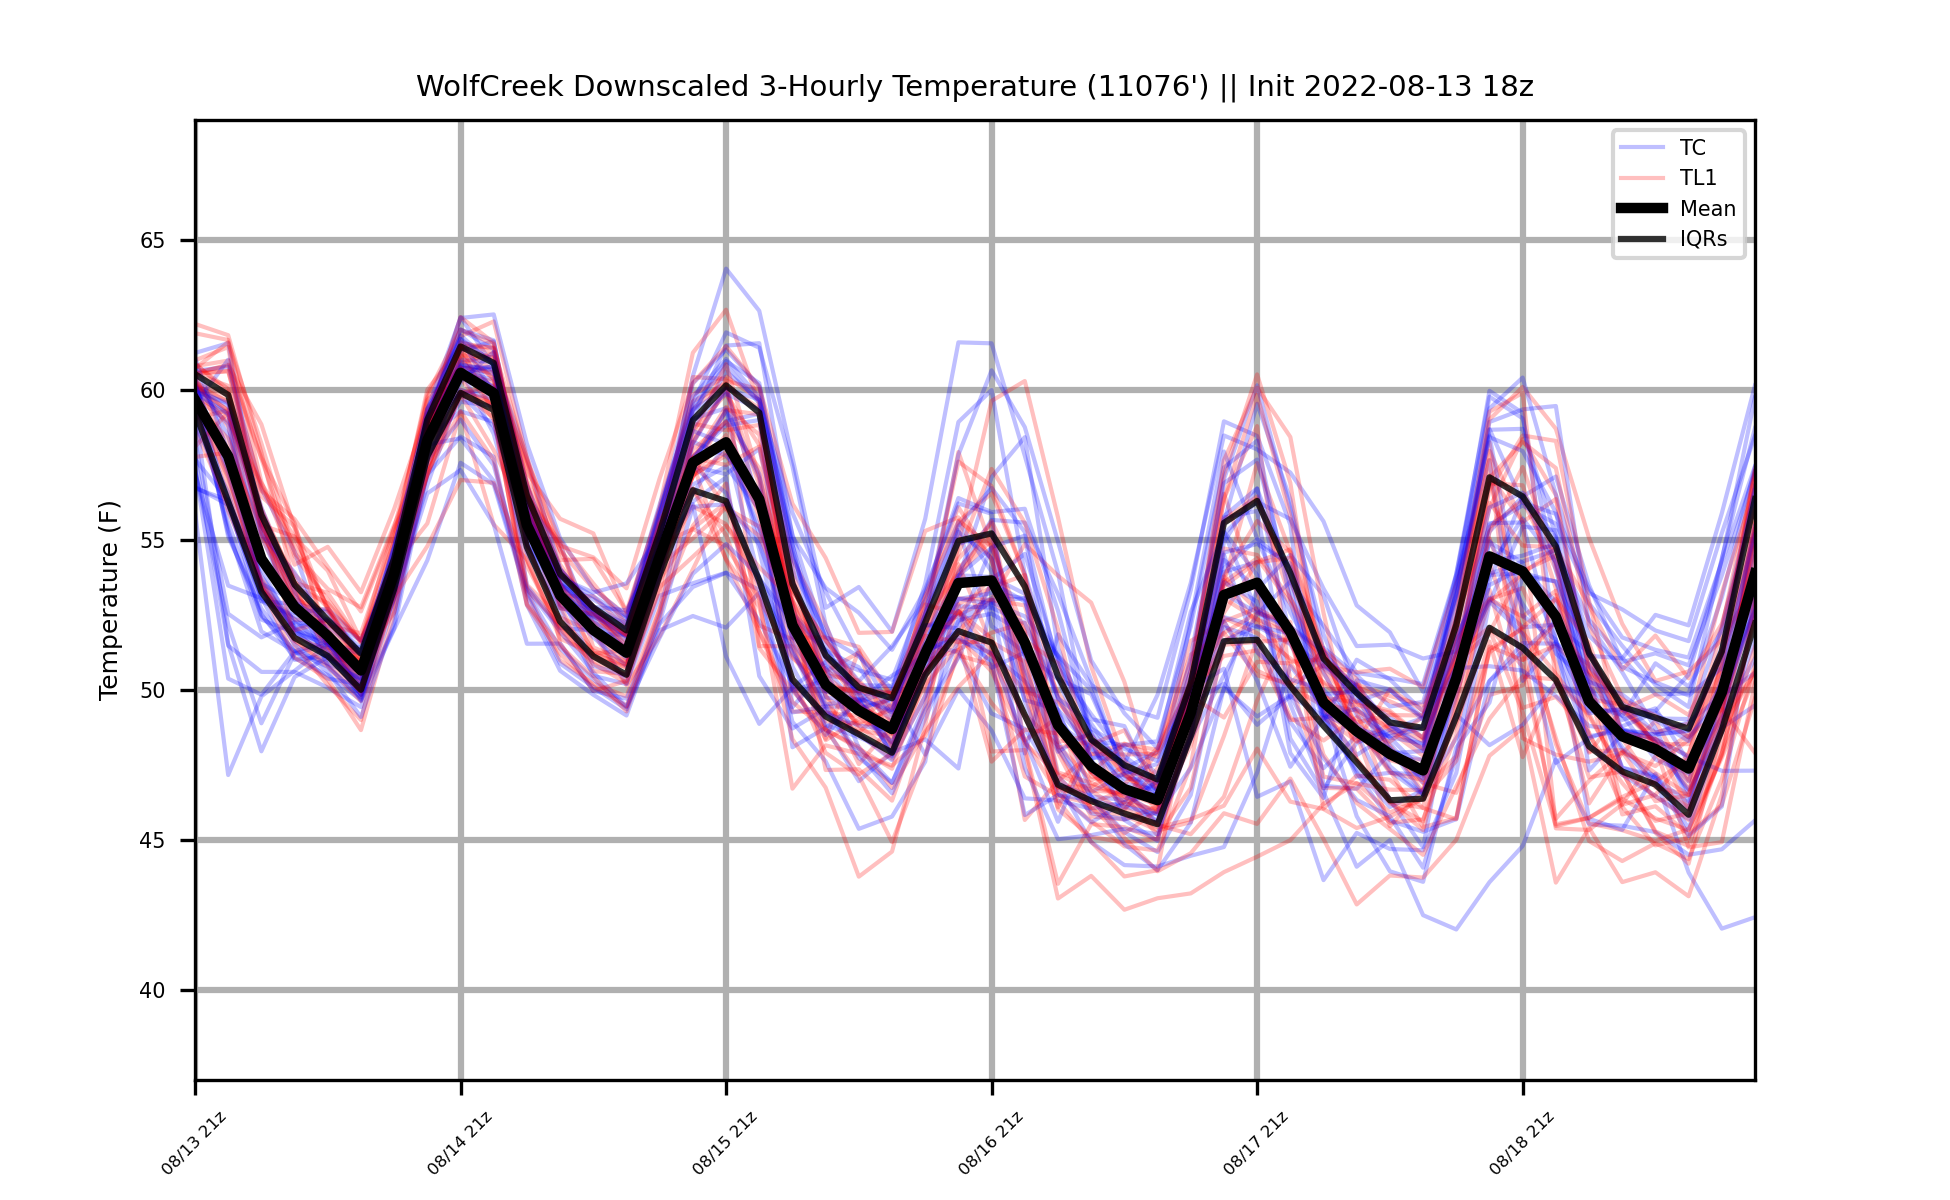 WolfCreek Downscaled 3-Hourly Temperature (11076') || Init 2022-08-13 18z
TC
TL1
Mean
IQRs
Temperature (F)
65
60
55
50
45
40
08/13 21z
08/14 21z
08/15 21z
08/16 21z
08/17 21z
08/18 21z